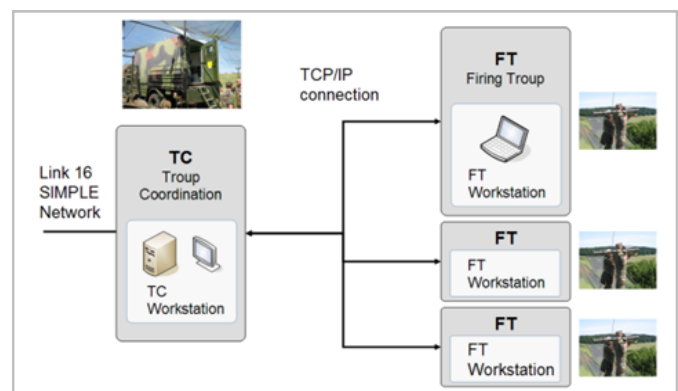 Link 16
SIMPLE
Network
TC
Troup
Coordination
TC
Workstation
TCP/IP
connection
FT
Firing Troup
FT
Workstation
FT
FT
Workstation
FT
FT
Workstation